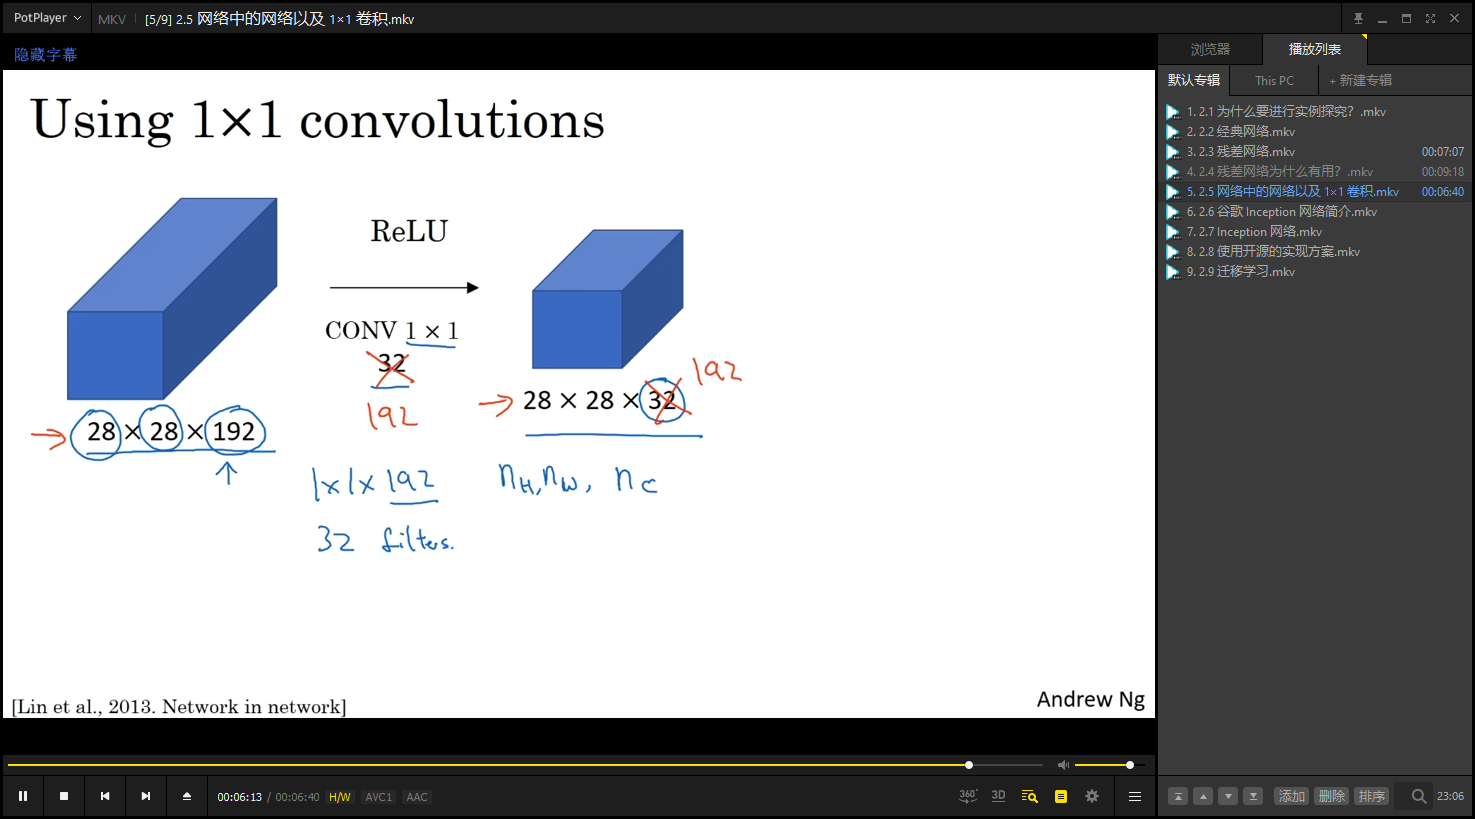 PotPlayer MKV [5/9] 2.5 网络中的网络以及 1×1 卷积.mkv
隐藏字幕
Using 1×1 convolutions
ReLU
CONV 1 × 1
32
192
28 × 28 × 192
28 × 28 × 32
192
1x1x 192
32 filters.
nH, nW, nC
[Lin et al., 2013. Network in network]
Andrew Ng
00:06:13 / 00:06:40 H/W AVC1 AAC
360° 3D
浏览器 播放列表
默认专辑 This PC + 新建专辑
1. 2.1 为什么要进行实例探究? .mkv
2. 2.2 经典网络.mkv
3. 2.3 残差网络.mkv 00:07:07
4. 2.4 残差网络为什么有用? .mkv 00:09:18
5. 2.5 网络中的网络以及 1×1 卷积.mkv 00:06:40
6. 2.6 谷歌 Inception 网络简介.mkv
7. 2.7 Inception 网络.mkv
8. 2.8 使用开源的实现方案.mkv
9. 2.9 迁移学习.mkv
添加 删除 排序 23:06